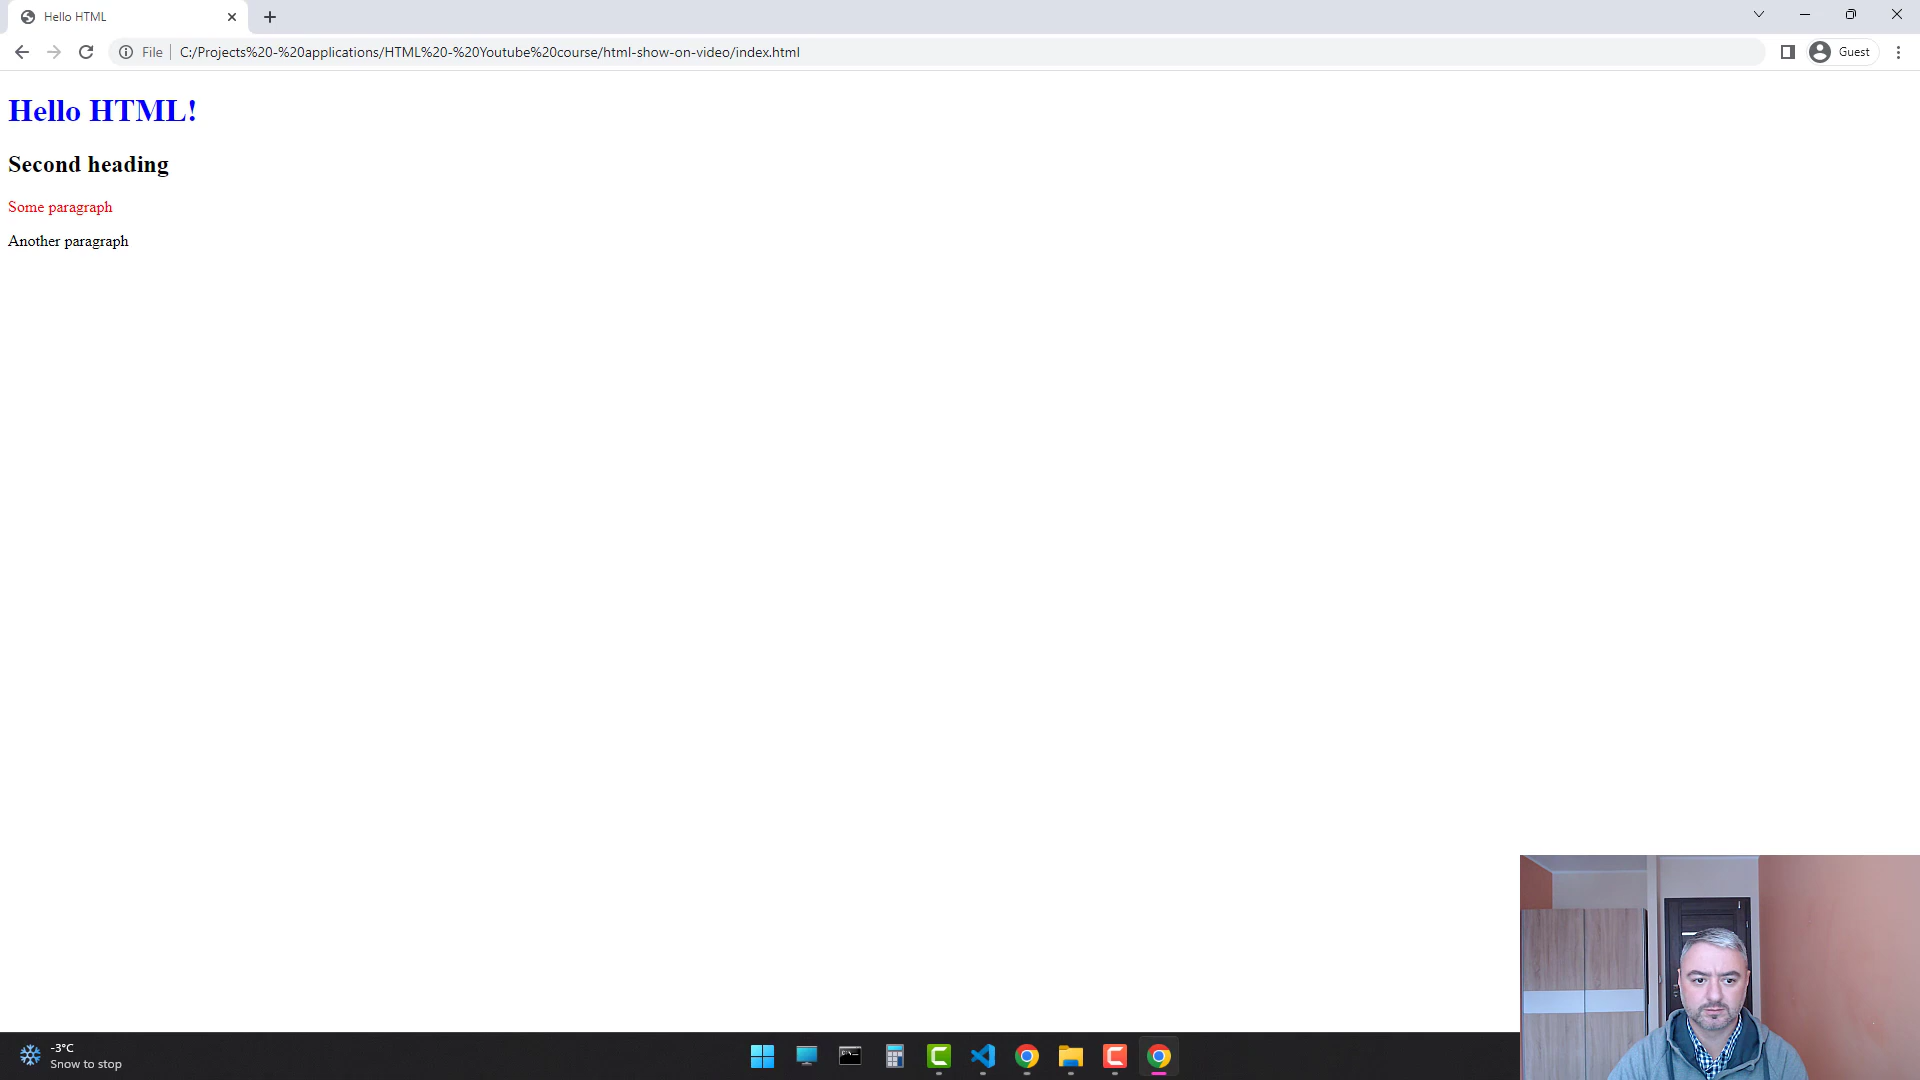 Hello HTML
File
C:/Projects%20-%20applications/HTML%20-%20Youtube%20course/html-show-on-video/index.html
Guest
Hello HTML!
Second heading
Some paragraph
Another paragraph
-3°C
Snow to stop